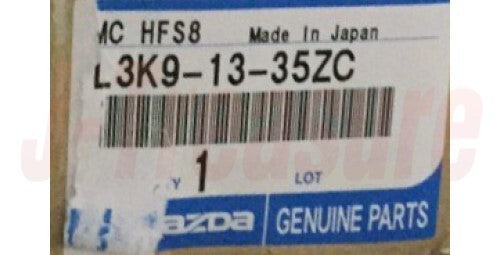 MC HFS8 Made In Japan
L3K9-13-35ZC
Y 1 LOT
mazda GENUINE PARTS